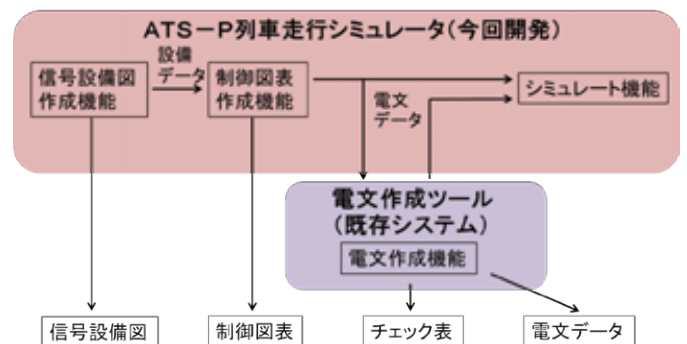 ATS－P列車走行シミュレータ(今回開発)
設備
データ
信号設備図
作成機能
制御図表
作成機能
電文
データ
シミュレート機能
電文作成ツール
(既存システム)
電文作成機能
信号設備図
制御図表
チェック表
電文データ